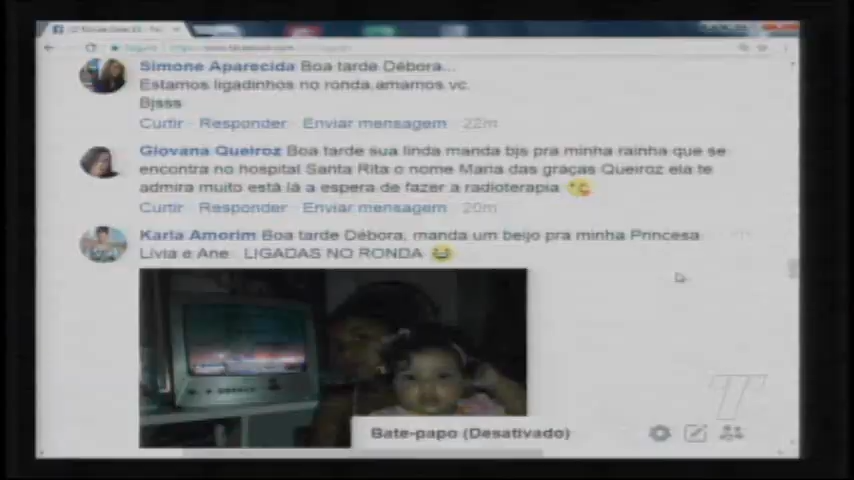 Simone Aparecida Boa tarde Débora...
Estamos ligadinhos no ronda,amamos vc.
Bjsss
Curtir Responder Enviar mensagem 22m
Giovana Queiroz Boa tarde sua linda manda bjs pra minha rainha que se
encontra no hospital Santa Rita o nome Maria das graças Queiroz ela te
admira muito está lá a espera de fazer a radioterapia
Curtir Responder Enviar mensagem 20m
Karla Amorim Boa tarde Débora, manda um beijo pra minha Princesa
Lívia e Ane LIGADAS NO RONDA
Bate-papo (Desativado)